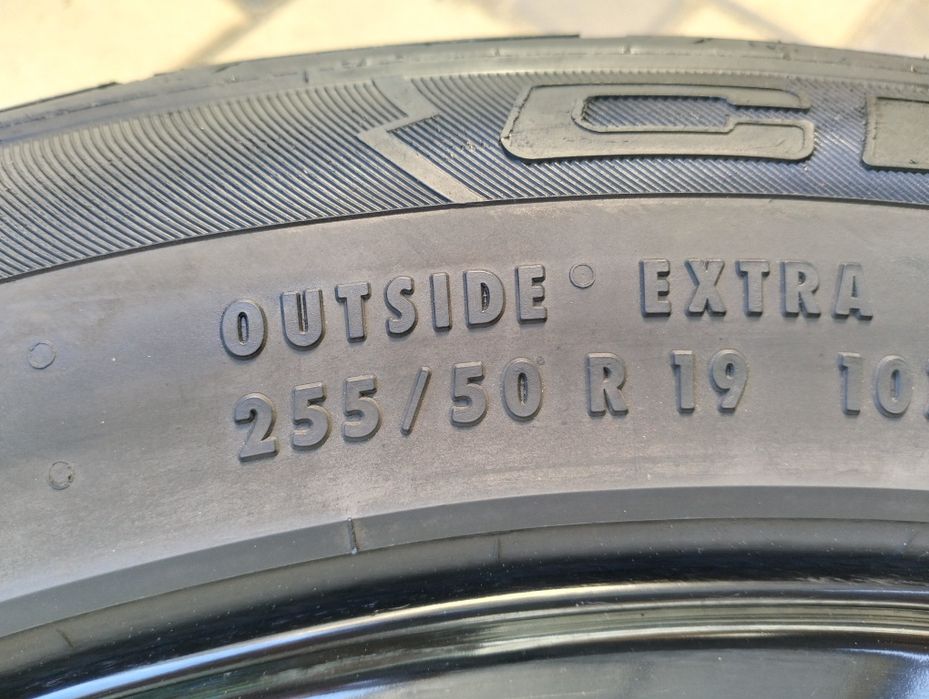 OUTSIDE EXTRA
255/50 R 19